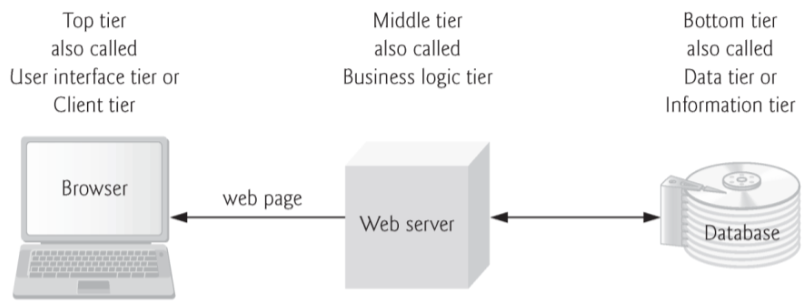 Top tier
also called
User interface tier or
Client tier
Middle tier
also called
Business logic tier
Bottom tier
also called
Data tier or
Information tier
Browser
web page
Web server
Database